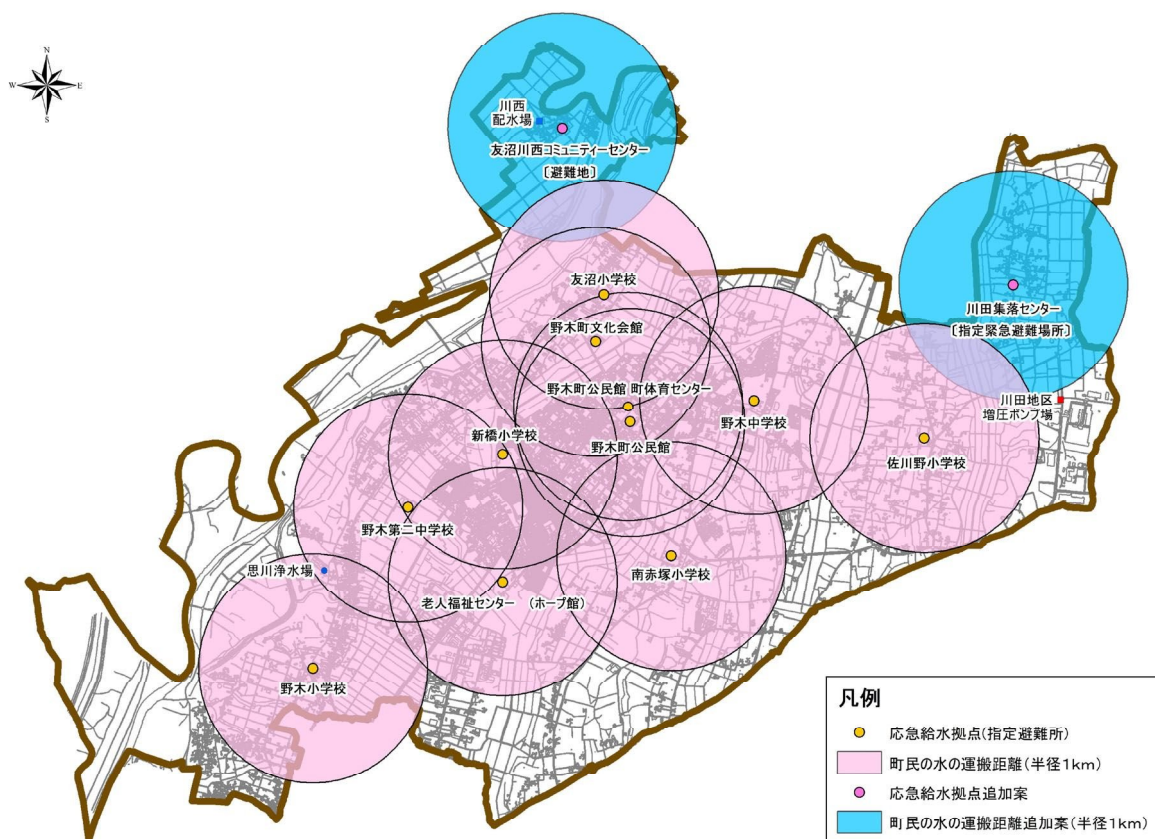 N
W
E
S
川西
配水場
友沼川西コミュニティーセンター
〔避難地〕
友沼小学校
野木町文化会館
川田集落センター
〔指定緊急避難場所〕
野木町公民館 町体育センター
野木中学校
川田地区
増圧ポンプ場
新橋小学校
野木町公民館
佐川野小学校
野木第二中学校
思川浄水場
南赤塚小学校
老人福祉センター (ホープ館)
野木小学校
凡例
応急給水拠点(指定避難所)
町民の水の運搬距離(半径1km)
応急給水拠点追加案
町民の水の運搬距離追加案(半径1km)